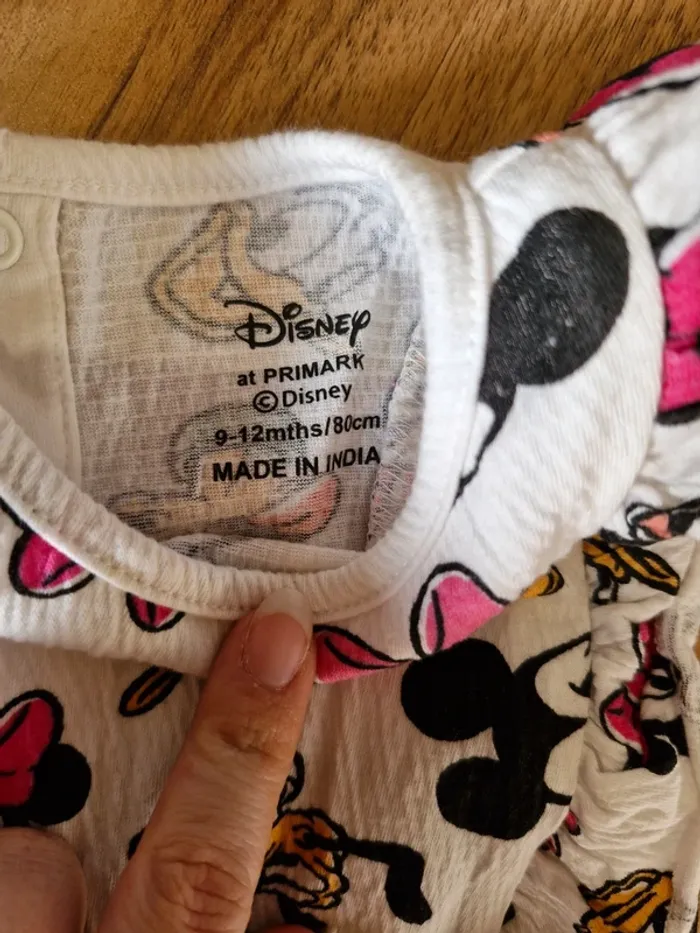 Disney
at PRIMARK
©Disney
9-12mths/80cm
MADE IN INDIA